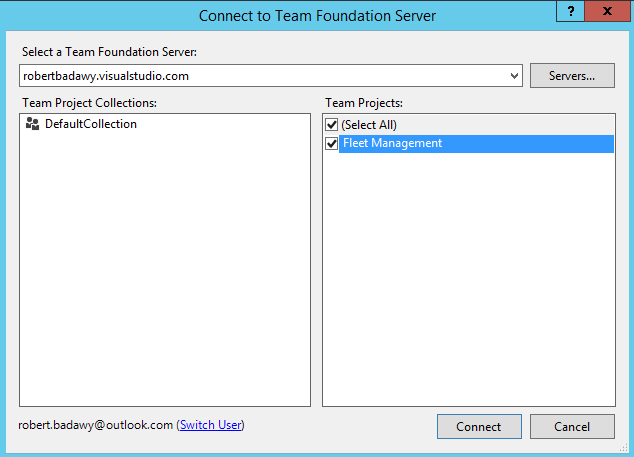 Connect to Team Foundation Server
? x
Select a Team Foundation Server:
robertbadawy.visualstudio.com
Servers...
Team Project Collections:
Team Projects:
DefaultCollection
(Select All)
Fleet Management
robert.badawy@outlook.com (Switch User)
Connect
Cancel